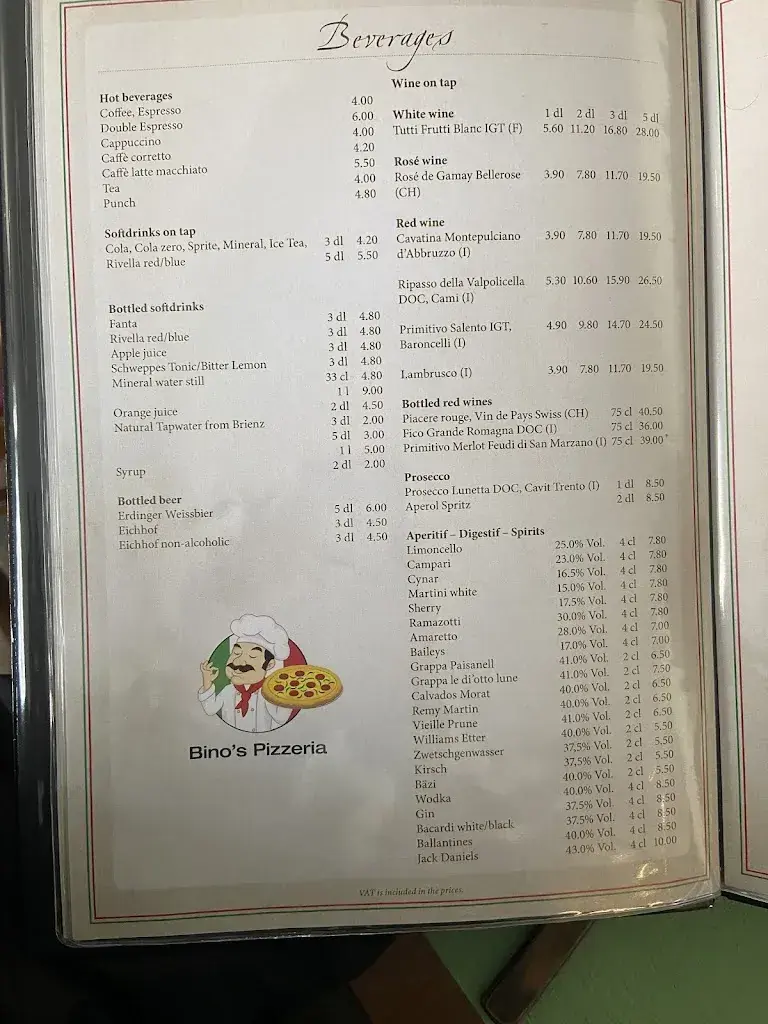 Beverages
Hot beverages
Coffee, Espresso 4.00
Double Espresso 6.00
Cappuccino 4.00
Caffè corretto 4.20
Caffè latte macchiato 5.50
Tea 4.00
Punch 4.80
Softdrinks on tap
Cola, Cola zero, Sprite, Mineral, Ice Tea, 3 dl 4.20
Rivella red/blue 5 dl 5.50
Bottled softdrinks
Fanta 3 dl 4.80
Rivella red/blue 3 dl 4.80
Apple juice 3 dl 4.80
Schweppes Tonic/Bitter Lemon 3 dl 4.80
Mineral water still 33 cl 4.80
1 l 9.00
Orange juice 2 dl 4.50
Natural Tapwater from Brienz 3 dl 2.00
5 dl 3.00
1 l 5.00
Syrup 2 dl 2.00
Bottled beer
Erdinger Weissbier 5 dl 6.00
Eichhof 3 dl 4.50
Eichhof non-alcoholic 3 dl 4.50
Bino's Pizzeria
Wine on tap
White wine 1 dl 2 dl 3 dl 5 dl
Tutti Frutti Blanc IGT (F) 5.60 11.20 16.80 28.00
Rosé wine
Rosé de Gamay Bellerose 3.90 7.80 11.70 19.50
(CH)
Red wine
Cavatina Montepulciano 3.90 7.80 11.70 19.50
d'Abbruzzo (I)
Ripasso della Valpolicella 5.30 10.60 15.90 26.50
DOC, Cami (I)
Primitivo Salento IGT, 4.90 9.80 14.70 24.50
Baroncelli (I)
Lambrusco (I) 3.90 7.80 11.70 19.50
Bottled red wines
Piacere rouge, Vin de Pays Swiss (CH) 75 cl 40.50
Fico Grande Romagna DOC (I) 75 cl 36.00
Primitivo Merlot Feudi di San Marzano (I) 75 cl 39.00
Prosecco
Prosecco Lunetta DOC, Cavit Trento (I) 1 dl 8.50
Aperol Spritz 2 dl 8.50
Aperitif – Digestif – Spirits
Limoncello 25.0% Vol. 4 cl 7.80
Campari 23.0% Vol. 4 cl 7.80
Cynar 16.5% Vol. 4 cl 7.80
Martini white 15.0% Vol. 4 cl 7.80
Sherry 17.5% Vol. 4 cl 7.80
Ramazotti 30.0% Vol. 4 cl 7.80
Amaretto 28.0% Vol. 4 cl 7.00
Baileys 17.0% Vol. 4 cl 7.00
Grappa Paisanell 41.0% Vol. 2 cl 6.50
Grappa le di'otto lune 41.0% Vol. 2 cl 7.50
Calvados Morat 40.0% Vol. 2 cl 6.50
Remy Martin 40.0% Vol. 2 cl 6.50
Vieille Prune 41.0% Vol. 2 cl 6.50
Williams Etter 40.0% Vol. 2 cl 5.50
Zwetschgenwasser 37,5% Vol. 2 cl 5.50
Kirsch 37,5% Vol. 2 cl 5.50
Bäzi 40.0% Vol. 2 cl 5.50
Wodka 40.0% Vol. 4 cl 8.50
Gin 37.5% Vol. 4 cl 8.50
Bacardi white/black 37.5% Vol. 4 cl 8.50
Ballantines 40.0% Vol. 4 cl 8.50
Jack Daniels 43.0% Vol. 4 cl 10.00
VAT is included in the prices.